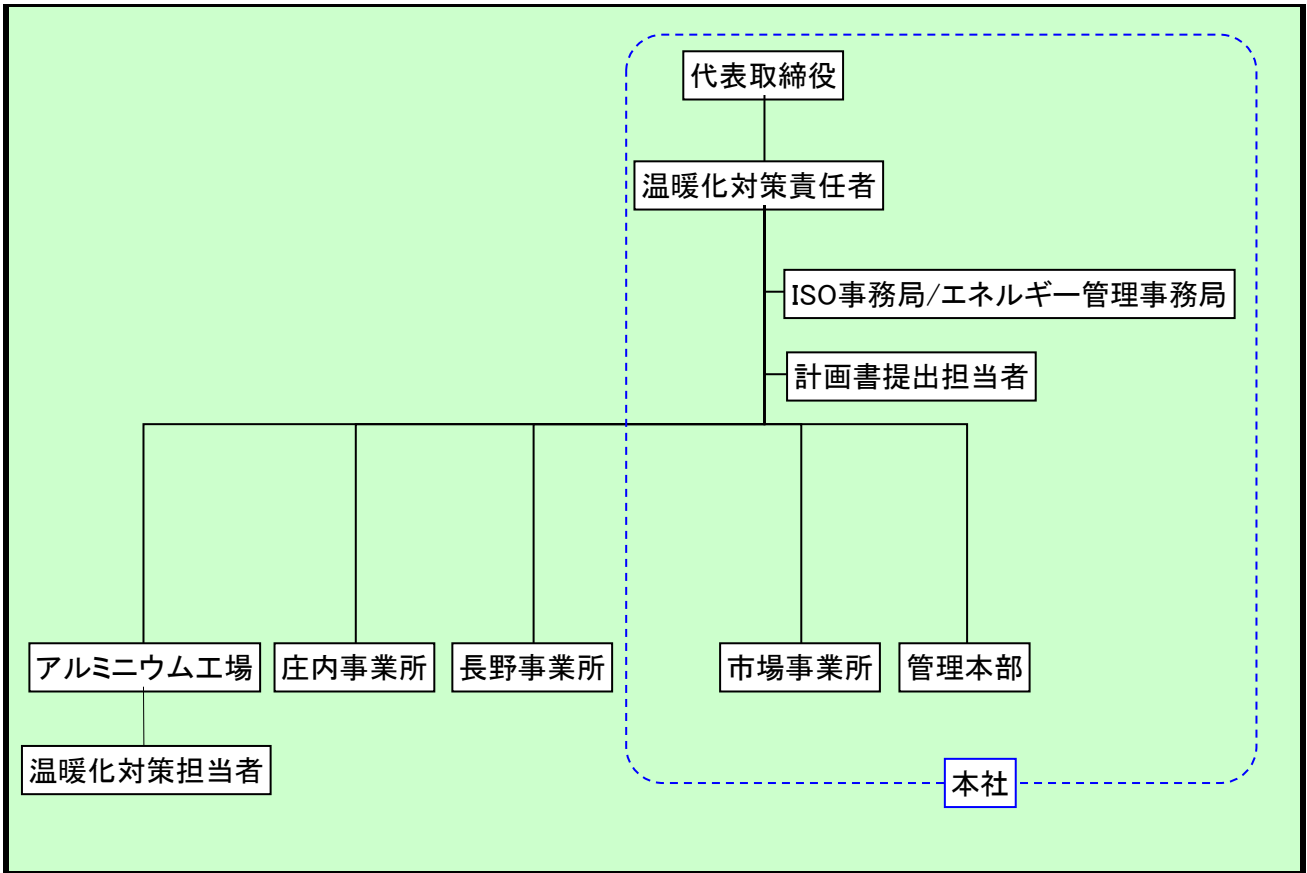 代表取締役
温暖化対策責任者
ISO事務局/エネルギー管理事務局
計画書提出担当者
アルミニウム工場
庄内事業所
長野事業所
市場事業所
管理本部
温暖化対策担当者
本社